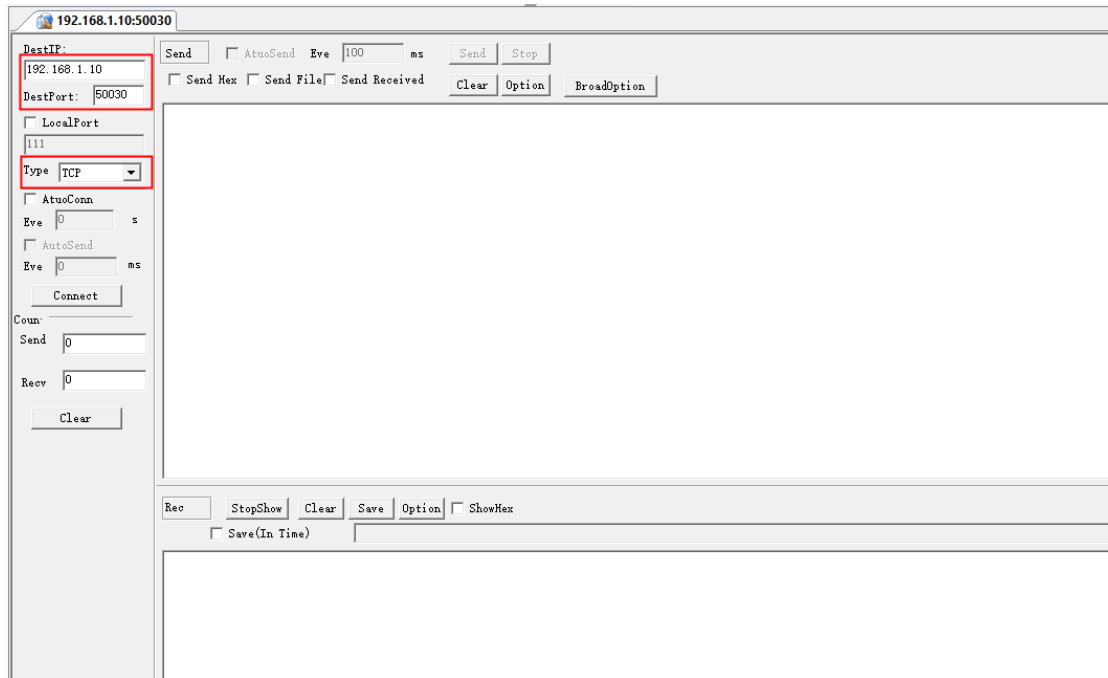 192.168.1.10:50030
DestIP:
192.168.1.10
DestPort: 50030
LocalPort
111
Type TCP
AtuoConn
Eve 0 s
AutoSend
Eve 0 ms
Connect
Coun
Send 0
Recv 0
Clear
Send AtuoSend Eve 100 ms Send Stop
Send Hex Send File Send Received Clear Option BroadOption
Rec StopShow Clear Save Option ShowHex
Save(In Time)